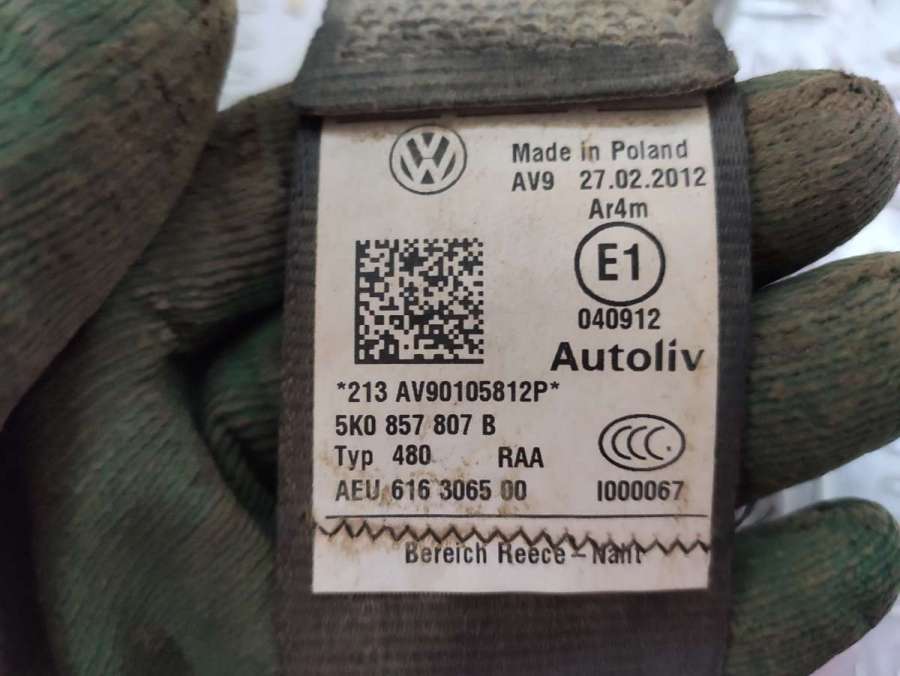 Made in Poland
AV9 27.02.2012
Ar4m
E1
040912
Autoliv
*213 AV90105812P*
5K0 857 807 B
Typ 480 RAA
CCC
AEU 616 3065 00 I000067
Bereich Reece - Naht